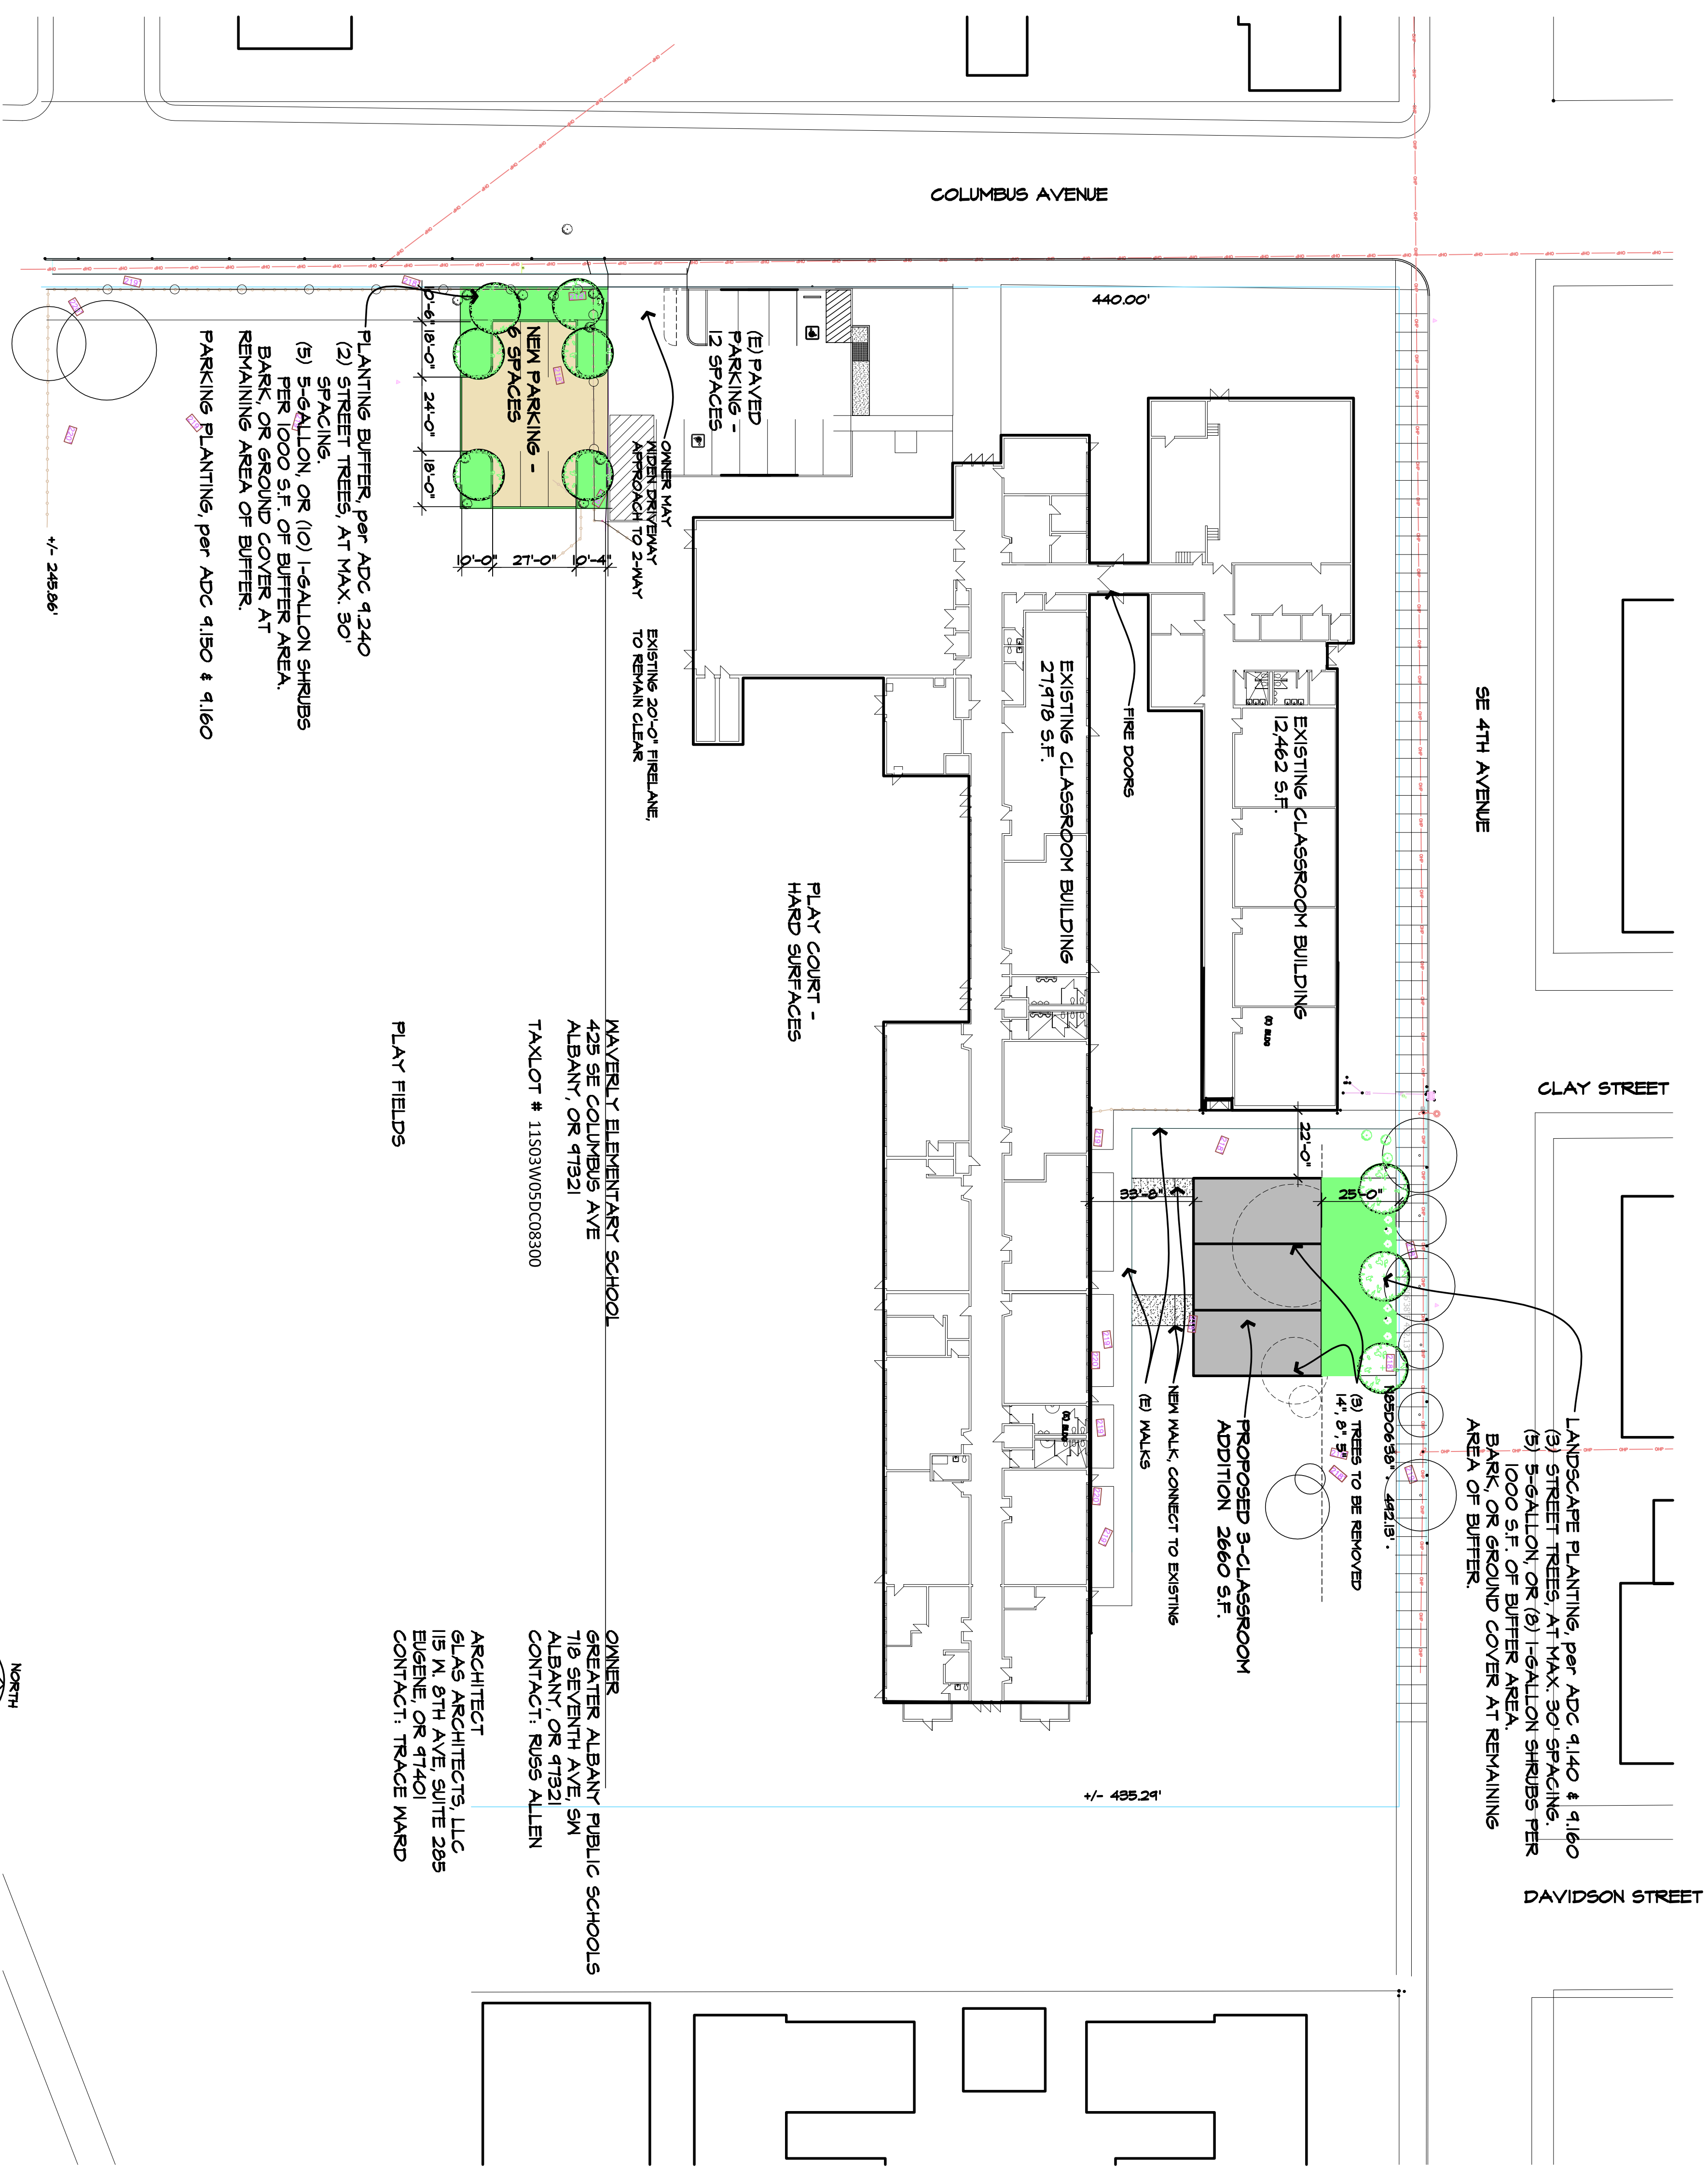 COLUMBUS AVENUE
440.00'
SE 4TH AVENUE
CLAY STREET
DAVIDSON STREET
(E) PAVED
PARKING -
12 SPACES
NEW PARKING -
6 SPACES
10'-6"
18'-0"
24'-0"
18'-0"
10'-0"
27'-0"
10'-4"
OWNER MAY
WIDEN DRIVEWAY
APPROACH TO 2-WAY
EXISTING 20'-0" FIRELANE,
TO REMAIN CLEAR
PLANTING BUFFER, per ADC 9.240
(2) STREET TREES, AT MAX. 30'
SPACING.
(5) 5-GALLON, OR (10) 1-GALLON SHRUBS
PER 1000 S.F. OF BUFFER AREA.
BARK, OR GROUND COVER AT
REMAINING AREA OF BUFFER.
PARKING PLANTING, per ADC 9.150 & 9.160
+/- 245.86'
EXISTING CLASSROOM BUILDING
12,462 S.F.
EXISTING CLASSROOM BUILDING
27,978 S.F.
FIRE DOORS
(X) BLDG
(X) BLDG
PLAY COURT -
HARD SURFACES
PLAY FIELDS
WAVERLY ELEMENTARY SCHOOL
425 SE COLUMBUS AVE
ALBANY, OR 97321
TAXLOT # 11S03W05DC08300
22'-0"
33'-8"
25'-0"
LANDSCAPE PLANTING, per ADC 9.140 & 9.160
(3) STREET TREES, AT MAX. 30' SPACING.
(5) 5-GALLON, OR (8) 1-GALLON SHRUBS PER
1000 S.F. OF BUFFER AREA.
BARK, OR GROUND COVER AT REMAINING
AREA OF BUFFER.
N85D06'38" . 492.13' .
(3) TREES TO BE REMOVED
14", 8", 5"
PROPOSED 3-CLASSROOM
ADDITION 2660 S.F.
NEW WALK, CONNECT TO EXISTING
(E) WALKS
+/- 435.29'
OWNER
GREATER ALBANY PUBLIC SCHOOLS
718 SEVENTH AVE, SW
ALBANY, OR 97321
CONTACT: RUSS ALLEN
ARCHITECT
GLAS ARCHITECTS, LLC
115 W. 8TH AVE, SUITE 285
EUGENE, OR 97401
CONTACT: TRACE WARD
NORTH